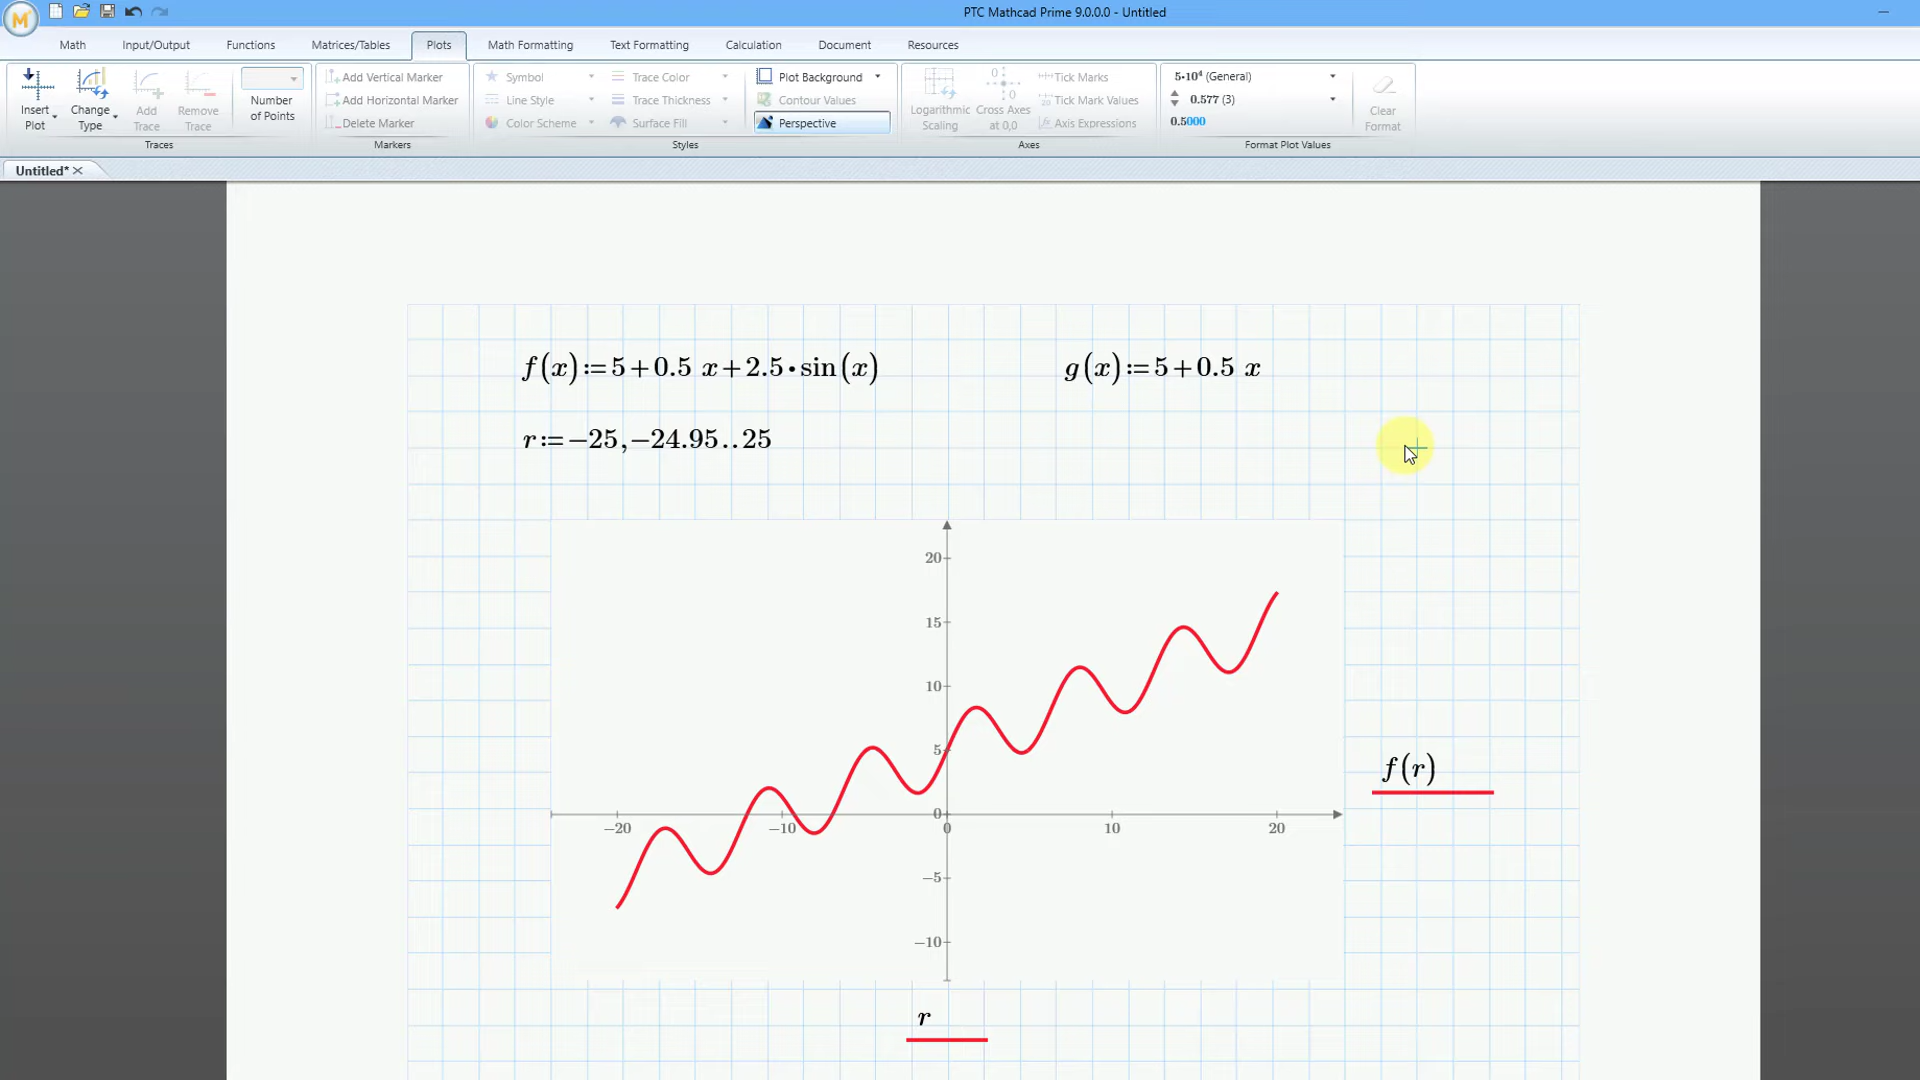 PTC Mathcad Prime 9.0.0.0 - Untitled
Math Input/Output Functions Matrices/Tables Plots Math Formatting Text Formatting Calculation Document Resources
Insert Plot
Change Type
Add Trace
Remove Trace
Traces
Number of Points
Add Vertical Marker
Add Horizontal Marker
Delete Marker
Markers
Symbol
Line Style
Color Scheme
Trace Color
Trace Thickness
Surface Fill
Plot Background
Contour Values
Perspective
Styles
Logarithmic Scaling
Cross Axes at 0,0
Tick Marks
Tick Mark Values
Axis Expressions
Axes
5•10⁴ (General)
0.577 (3)
0.5000
Clear Format
Format Plot Values
Untitled*
f(x):=5+0.5 x+2.5•sin(x)
g(x):=5+0.5 x
r:=−25,−24.95..25
20
15
10
5
0
−20 −10 0 10 20
−5
−10
f(r)
r